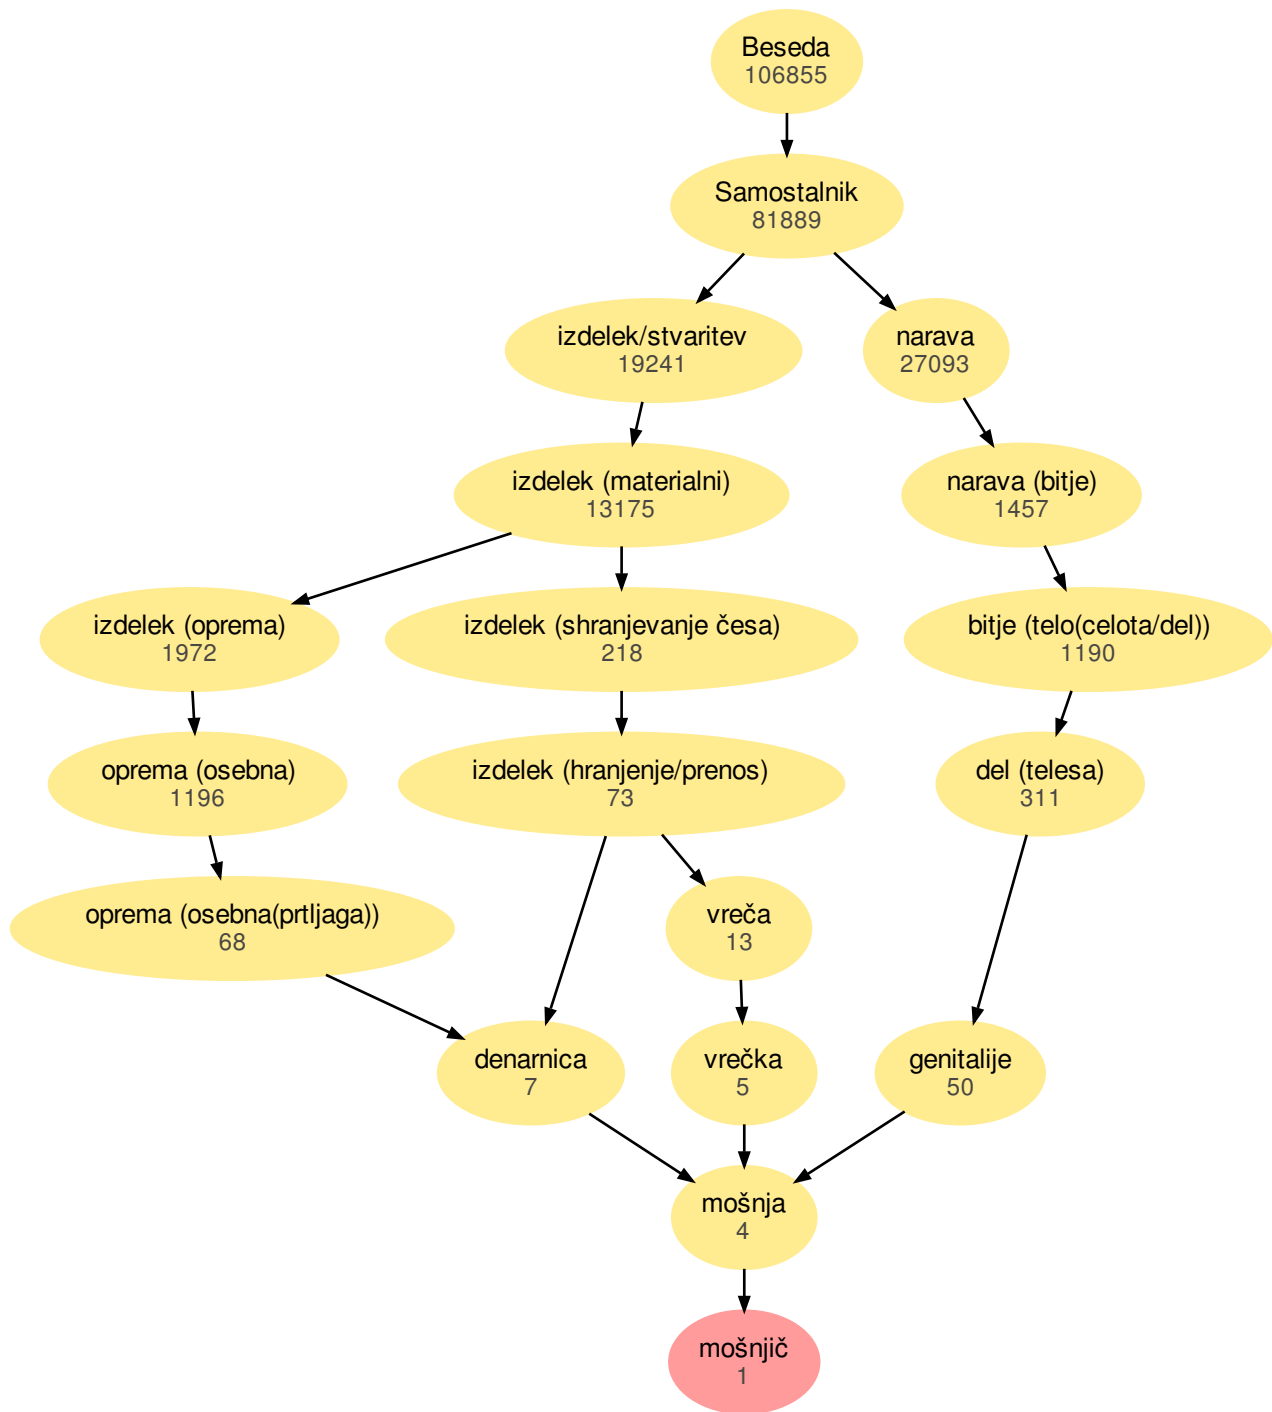 Beseda
106855
Samostalnik
81889
izdelek/stvaritev
19241
narava
27093
izdelek (materialni)
13175
narava (bitje)
1457
izdelek (oprema)
1972
izdelek (shranjevanje česa)
218
bitje (telo(celota/del))
1190
oprema (osebna)
1196
izdelek (hranjenje/prenos)
73
del (telesa)
311
oprema (osebna(prtljaga))
68
vreča
13
denarnica
7
vrečka
5
genitalije
50
mošnja
4
mošnjič
1